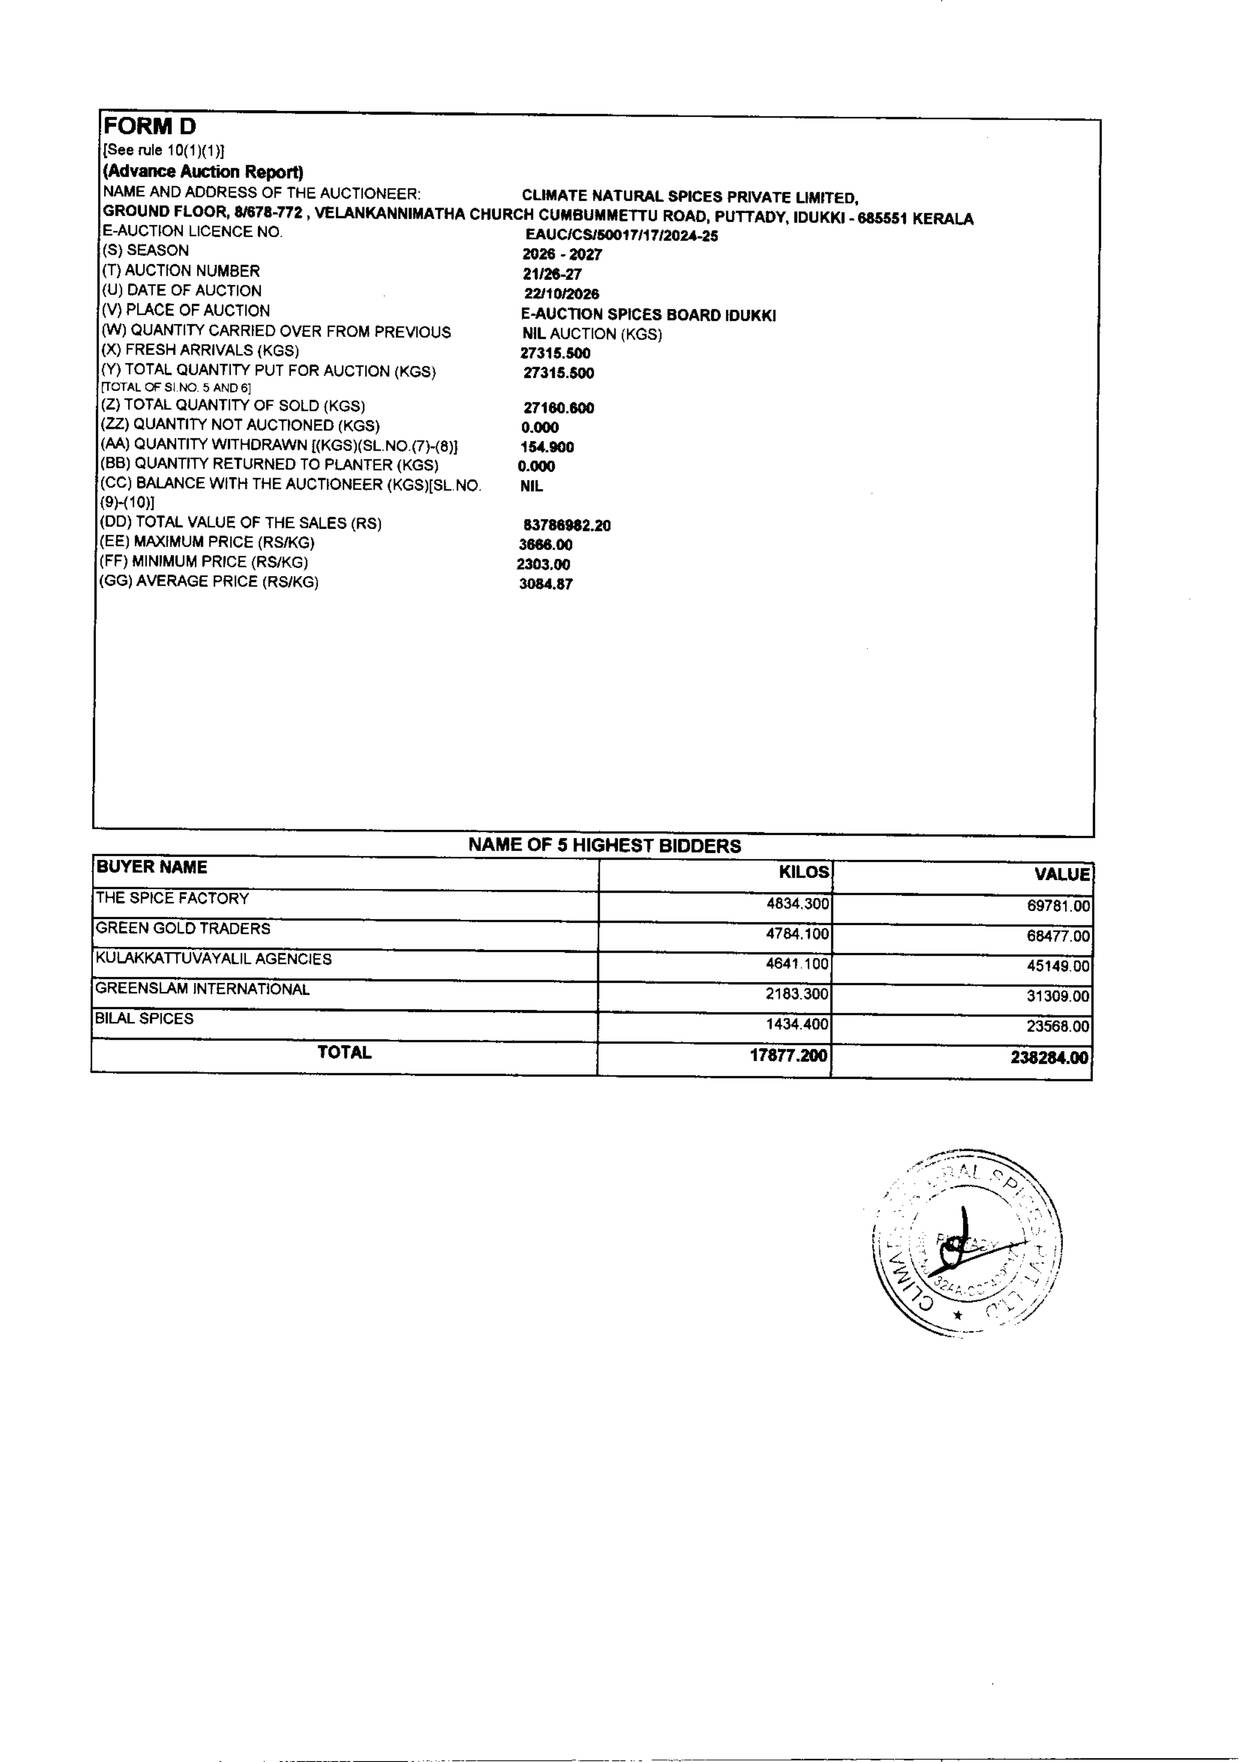 FORM D
[See rule 10(1)(1)]
(Advance Auction Report)
NAME AND ADDRESS OF THE AUCTIONEER: CLIMATE NATURAL SPICES PRIVATE LIMITED,
GROUND FLOOR, 8/678-772 , VELANKANNIMATHA CHURCH CUMBUMMETTU ROAD, PUTTADY, IDUKKI - 685551 KERALA
E-AUCTION LICENCE NO. EAUC/CS/50017/17/2024-25
(S) SEASON 2026 - 2027
(T) AUCTION NUMBER 21/26-27
(U) DATE OF AUCTION 22/10/2026
(V) PLACE OF AUCTION E-AUCTION SPICES BOARD IDUKKI
(W) QUANTITY CARRIED OVER FROM PREVIOUS NIL AUCTION (KGS)
(X) FRESH ARRIVALS (KGS) 27315.500
(Y) TOTAL QUANTITY PUT FOR AUCTION (KGS) 27315.500
[TOTAL OF SI.NO. 5 AND 6]
(Z) TOTAL QUANTITY OF SOLD (KGS) 27160.600
(ZZ) QUANTITY NOT AUCTIONED (KGS) 0.000
(AA) QUANTITY WITHDRAWN [(KGS)(SL.NO.(7)-(8)] 154.900
(BB) QUANTITY RETURNED TO PLANTER (KGS) 0.000
(CC) BALANCE WITH THE AUCTIONEER (KGS)[SL.NO. NIL
(9)-(10)]
(DD) TOTAL VALUE OF THE SALES (RS) 83786982.20
(EE) MAXIMUM PRICE (RS/KG) 3666.00
(FF) MINIMUM PRICE (RS/KG) 2303.00
(GG) AVERAGE PRICE (RS/KG) 3084.87
NAME OF 5 HIGHEST BIDDERS
BUYER NAME KILOS VALUE
THE SPICE FACTORY 4834.300 69781.00
GREEN GOLD TRADERS 4784.100 68477.00
KULAKKATTUVAYALIL AGENCIES 4641.100 45149.00
GREENSLAM INTERNATIONAL 2183.300 31309.00
BILAL SPICES 1434.400 23568.00
TOTAL 17877.200 238284.00
SPICES PVT. LTD